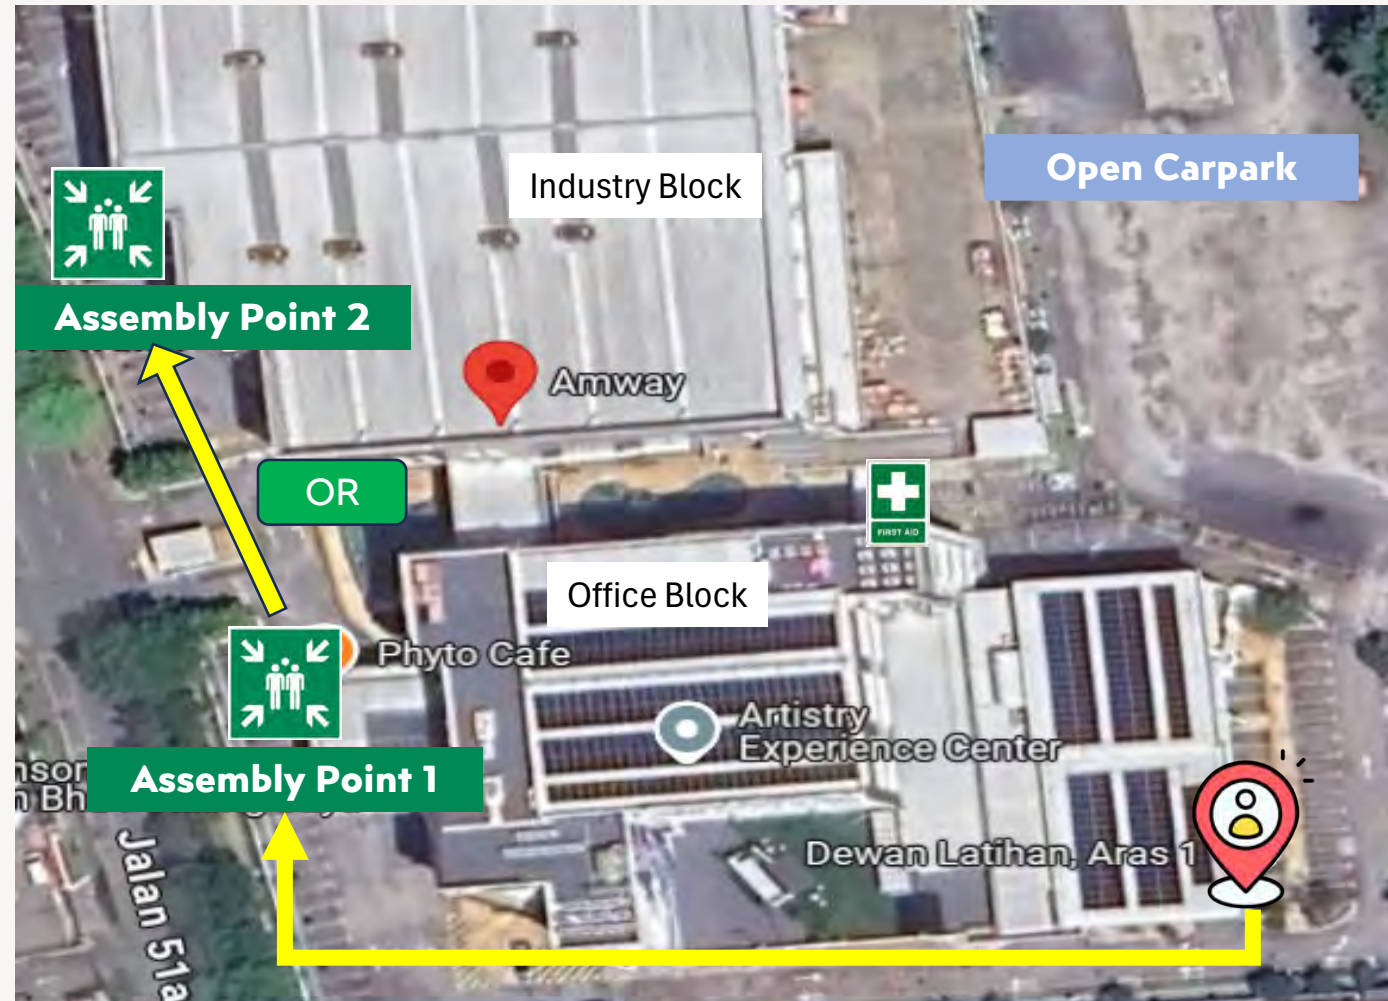 Open Carpark
Industry Block
Assembly Point 2
Amway
OR
FIRST AID
Office Block
Phyto Cafe
Artistry
Experience Center
Assembly Point 1
Dewan Latihan, Aras 1
Jalan 51a